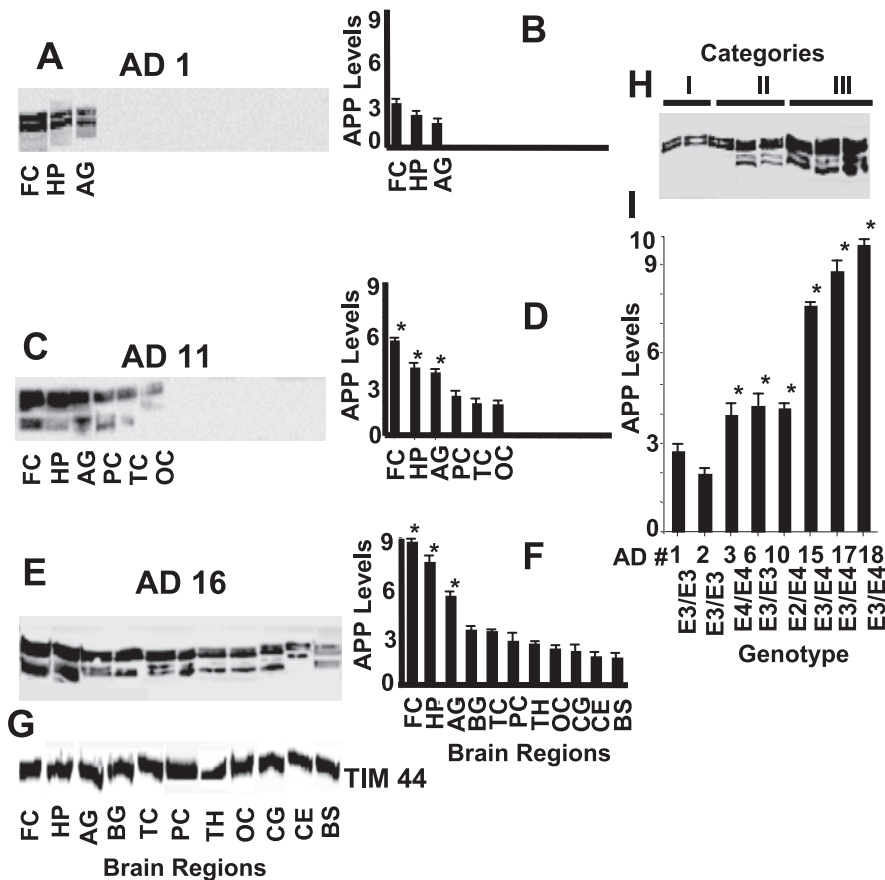 A
AD 1
FC HP AG
B
APP Levels
9
6
3
0
FC HP AG
C
AD 11
FC HP AG PC TC OC
D
APP Levels
9
6
3
0
* * *
FC HP AG PC TC OC
E
AD 16
F
APP Levels
9
6
3
0
* * *
FC HP AG BG TC PC TH OC CG CE BS
Brain Regions
G
TIM 44
FC HP AG BG TC PC TH OC CG CE BS
Brain Regions
Categories
H
I II III
I
APP Levels
10
9
6
3
0
* * * * * *
AD #1 2 3 6 10 15 17 18
E3/E3 E3/E3 E4/E4 E3/E3 E2/E4 E3/E4 E3/E4 E3/E4
Genotype